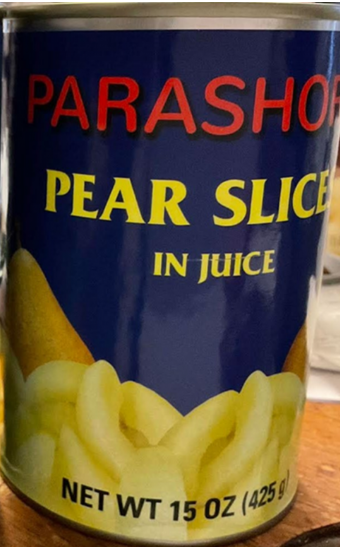 PARASHO
PEAR SLICE
IN JUICE
NET WT 15 OZ (425 g)